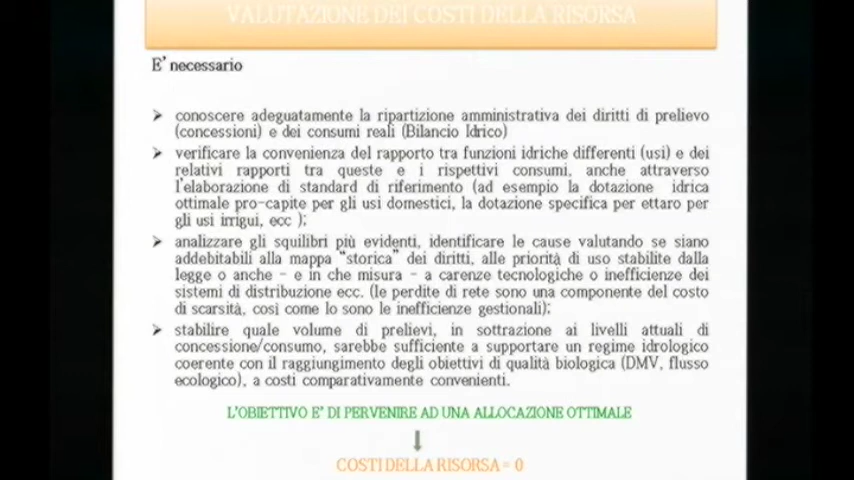 VALUTAZIONE DEI COSTI DELLA RISORSA
E' necessario
➤ conoscere adeguatamente la ripartizione amministrativa dei diritti di prelievo
(concessioni) e dei consumi reali (Bilancio Idrico)
➤ verificare la convenienza del rapporto tra funzioni idriche differenti (usi) e dei
relativi rapporti tra queste e i rispettivi consumi, anche attraverso
l'elaborazione di standard di riferimento (ad esempio la dotazione idrica
ottimale pro-capite per gli usi domestici, la dotazione specifica per ettaro per
gli usi irrigui, ecc );
➤ analizzare gli squilibri più evidenti, identificare le cause valutando se siano
addebitabili alla mappa “storica” dei diritti, alle priorità di uso stabilite dalla
legge o anche - e in che misura - a carenze tecnologiche o inefficienze dei
sistemi di distribuzione ecc. (le perdite di rete sono una componente del costo
di scarsità, così come lo sono le inefficienze gestionali);
➤ stabilire quale volume di prelievi, in sottrazione ai livelli attuali di
concessione/consumo, sarebbe sufficiente a supportare un regime idrologico
coerente con il raggiungimento degli obiettivi di qualità biologica (DMV, flusso
ecologico), a costi comparativamente convenienti.
L'OBIETTIVO E' DI PERVENIRE AD UNA ALLOCAZIONE OTTIMALE
COSTI DELLA RISORSA = 0